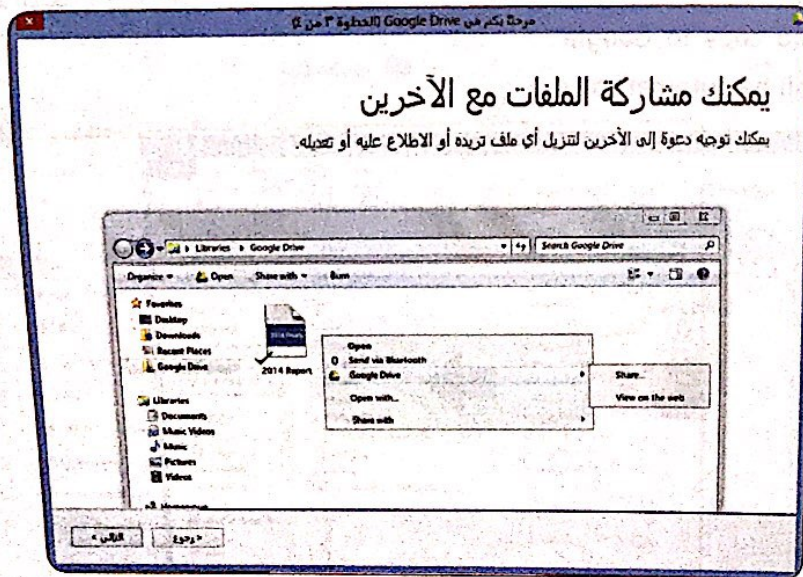 مرحبًا بكم في Google Drive (الخطوة ٣ من ٤)
يمكنك مشاركة الملفات مع الآخرين
يمكنك توجيه دعوة إلى الآخرين لتنزيل أي ملف تريده أو الاطلاع عليه أو تعديله.
Libraries Google Drive
Search Google Drive
Organize Open Share with Burn
Favorites
Desktop
Downloads
Recent Places
Google Drive
Libraries
Documents
Music Videos
Music
Pictures
Videos
2014 Report
Open
Send via Bluetooth
Google Drive
Open with...
Share with
Share...
View on the web
< رجوع
التالي >